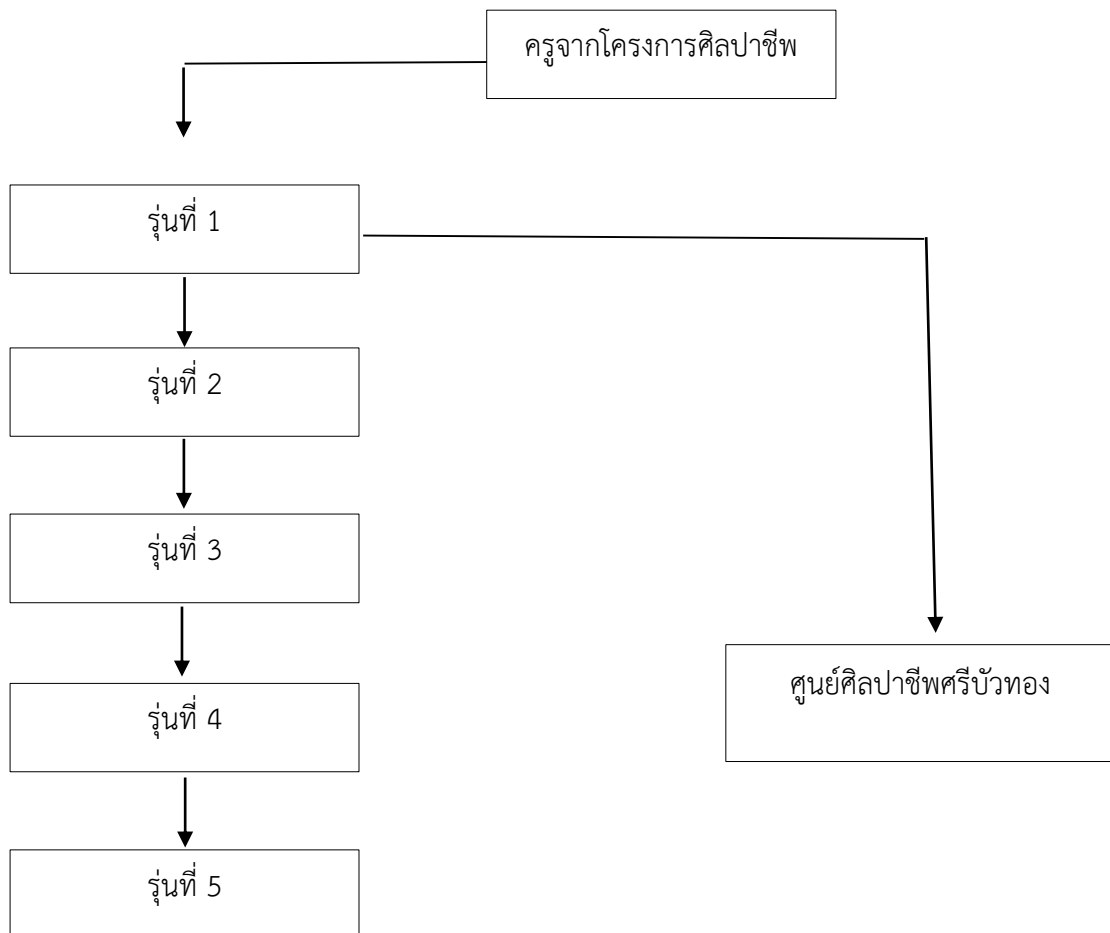 ครูจากโครงการศิลปาชีพ
รุ่นที่ 1
รุ่นที่ 2
รุ่นที่ 3
รุ่นที่ 4
ศูนย์ศิลปาชีพศรีบัวทอง
รุ่นที่ 5